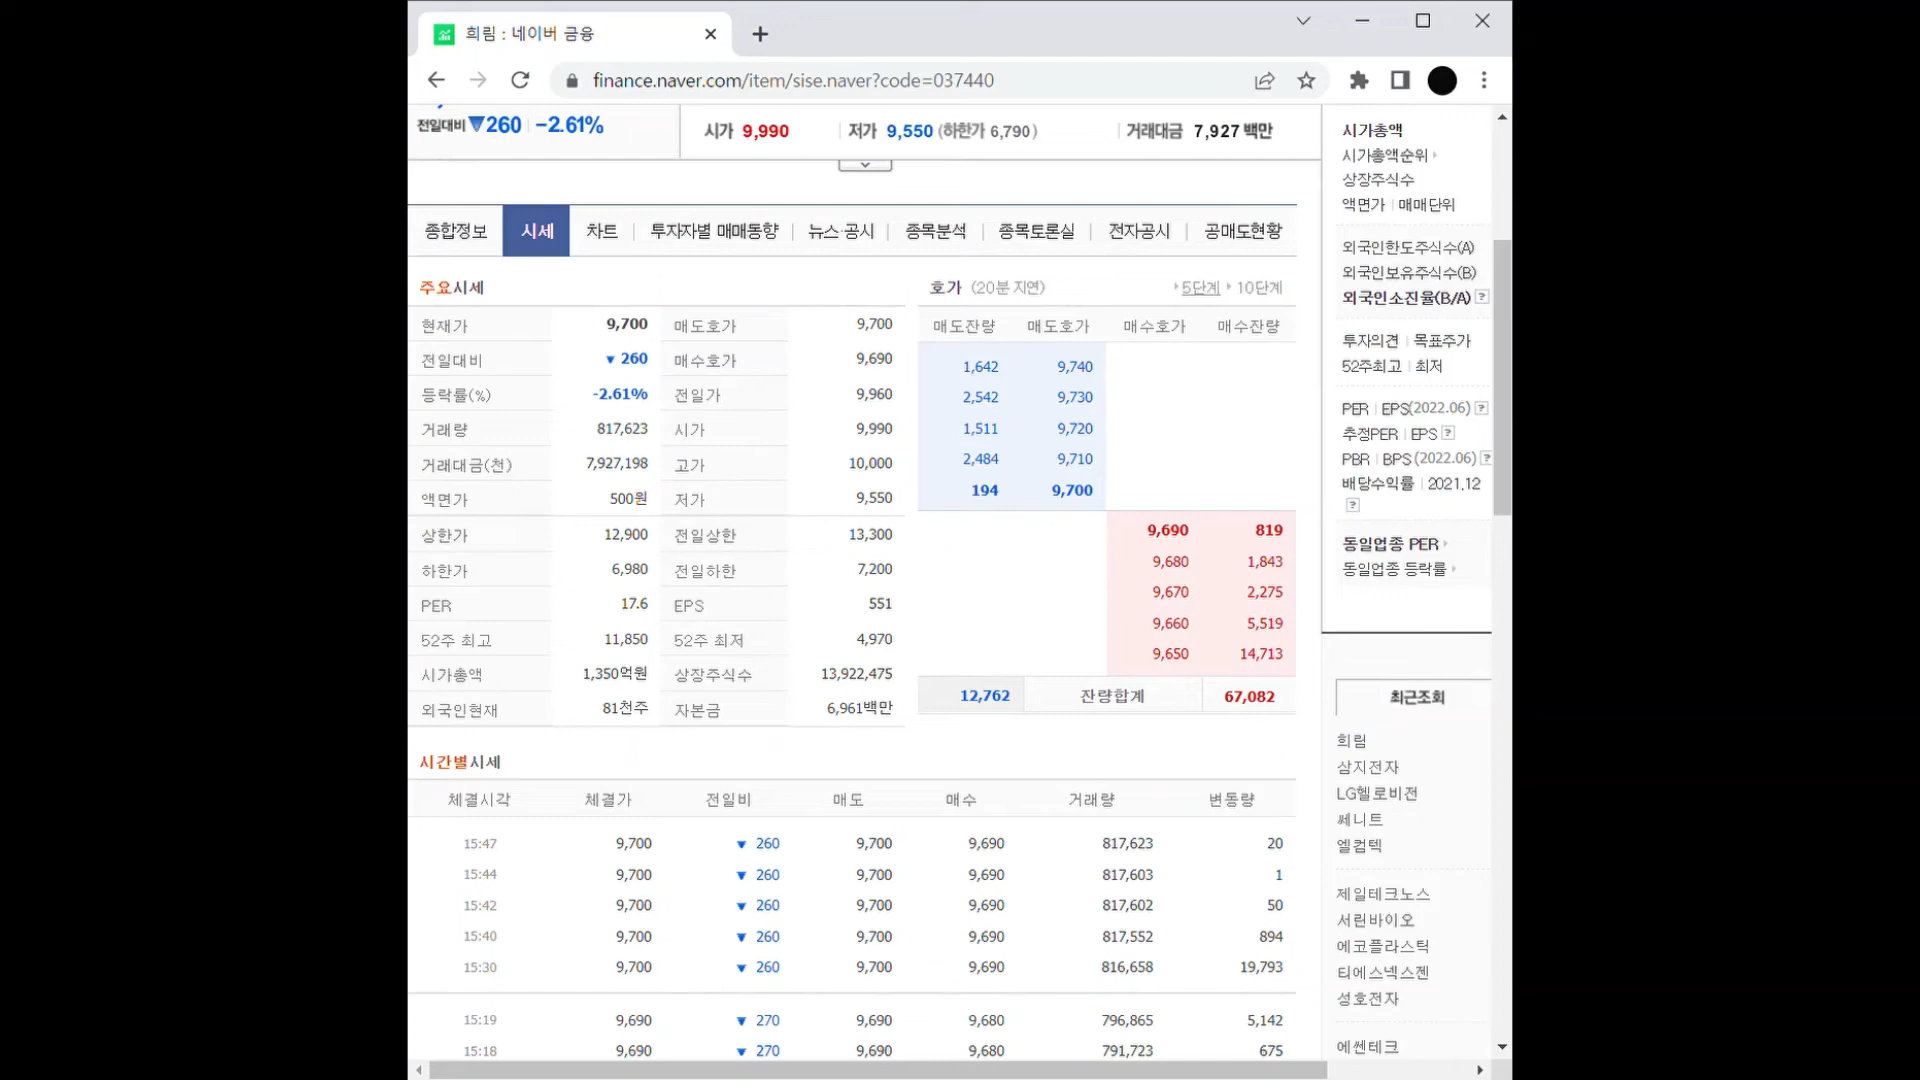 희림 : 네이버 금융
finance.naver.com/item/sise.naver?code=037440
전일대비 ▼260 -2.61%
시가 9,990 저가 9,550 (하한가 6,790) 거래대금 7,927 백만
종합정보 시세 차트 투자자별 매매동향 뉴스·공시 종목분석 종목토론실 전자공시 공매도현황
주요시세
현재가 9,700 매도호가 9,700
전일대비 ▼ 260 매수호가 9,690
등락률(%) -2.61% 전일가 9,960
거래량 817,623 시가 9,990
거래대금(천) 7,927,198 고가 10,000
액면가 500원 저가 9,550
상한가 12,900 전일상한 13,300
하한가 6,980 전일하한 7,200
PER 17.6 EPS 551
52주 최고 11,850 52주 최저 4,970
시가총액 1,350억원 상장주식수 13,922,475
외국인현재 81천주 자본금 6,961백만
호가 (20분 지연) 5단계 10단계
매도잔량 매도호가 매수호가 매수잔량
1,642 9,740
2,542 9,730
1,511 9,720
2,484 9,710
194 9,700
9,690 819
9,680 1,843
9,670 2,275
9,660 5,519
9,650 14,713
12,762 잔량합계 67,082
시간별시세
체결시각 체결가 전일비 매도 매수 거래량 변동량
15:47 9,700 ▼ 260 9,700 9,690 817,623 20
15:44 9,700 ▼ 260 9,700 9,690 817,603 1
15:42 9,700 ▼ 260 9,700 9,690 817,602 50
15:40 9,700 ▼ 260 9,700 9,690 817,552 894
15:30 9,700 ▼ 260 9,700 9,690 816,658 19,793
15:19 9,690 ▼ 270 9,690 9,680 796,865 5,142
15:18 9,690 ▼ 270 9,690 9,680 791,723 675
시가총액
시가총액순위
상장주식수
액면가 매매단위
외국인한도주식수(A)
외국인보유주식수(B)
외국인소진율(B/A) ?
투자의견 목표주가
52주최고 최저
PER EPS(2022.06) ?
추정PER EPS ?
PBR BPS (2022.06) ?
배당수익률 2021.12
?
동일업종 PER
동일업종 등락률
최근조회
희림
삼지전자
LG헬로비전
쎄니트
엘컴텍
제일테크노스
서린바이오
에코플라스틱
티에스넥스젠
성호전자
에쎈테크